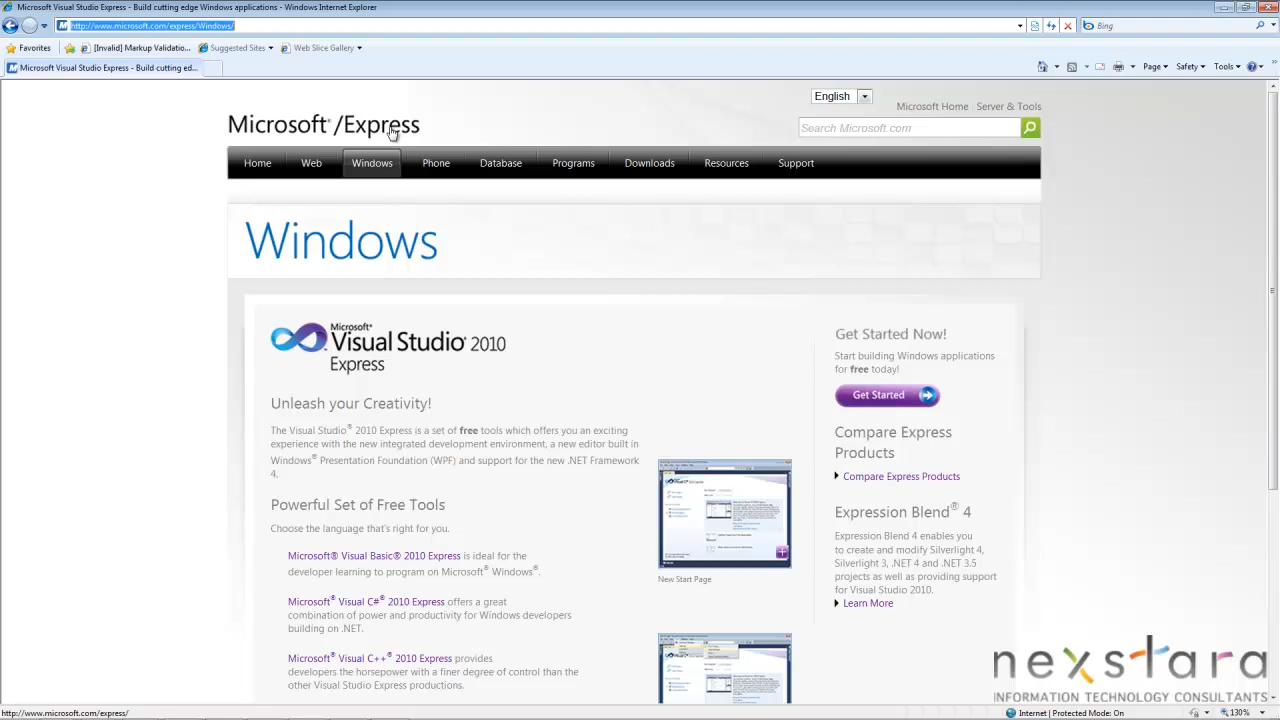 Microsoft Visual Studio Express - Build cutting edge Windows applications - Windows Internet Explorer
http://www.microsoft.com/express/Windows/
Bing
Favorites [Invalid] Markup Validatio... Suggested Sites Web Slice Gallery
Microsoft Visual Studio Express - Build cutting ed...
Page Safety Tools
English
Microsoft Home Server & Tools
Microsoft® /Express
Search Microsoft.com
Home Web Windows Phone Database Programs Downloads Resources Support
Windows
Microsoft®
Visual Studio® 2010
Express
Unleash your Creativity!
The Visual Studio® 2010 Express is a set of free tools which offers you an exciting
experience with the new integrated development environment, a new editor built in
Windows® Presentation Foundation (WPF) and support for the new .NET Framework
4.
Powerful Set of Free Tools
Choose the language that's right for you.
Microsoft® Visual Basic® 2010 Express is ideal for the
developer learning to program on Microsoft® Windows®.
Microsoft® Visual C#® 2010 Express offers a great
combination of power and productivity for Windows developers
building on .NET.
Microsoft® Visual C++® 2010 Express provides
developers the horsepower with a finer degree of control than the
other Visual Studio Express productions.
New Start Page
Get Started Now!
Start building Windows applications
for free today!
Get Started
Compare Express
Products
Compare Express Products
Expression Blend® 4
Expression Blend 4 enables you
to create and modify Silverlight 4,
Silverlight 3, .NET 4 and .NET 3.5
projects as well as providing support
for Visual Studio 2010.
Learn More
INFORMATION TECHNOLOGY CONSULTANTS
http://www.microsoft.com/express/
Internet | Protected Mode: On
130%